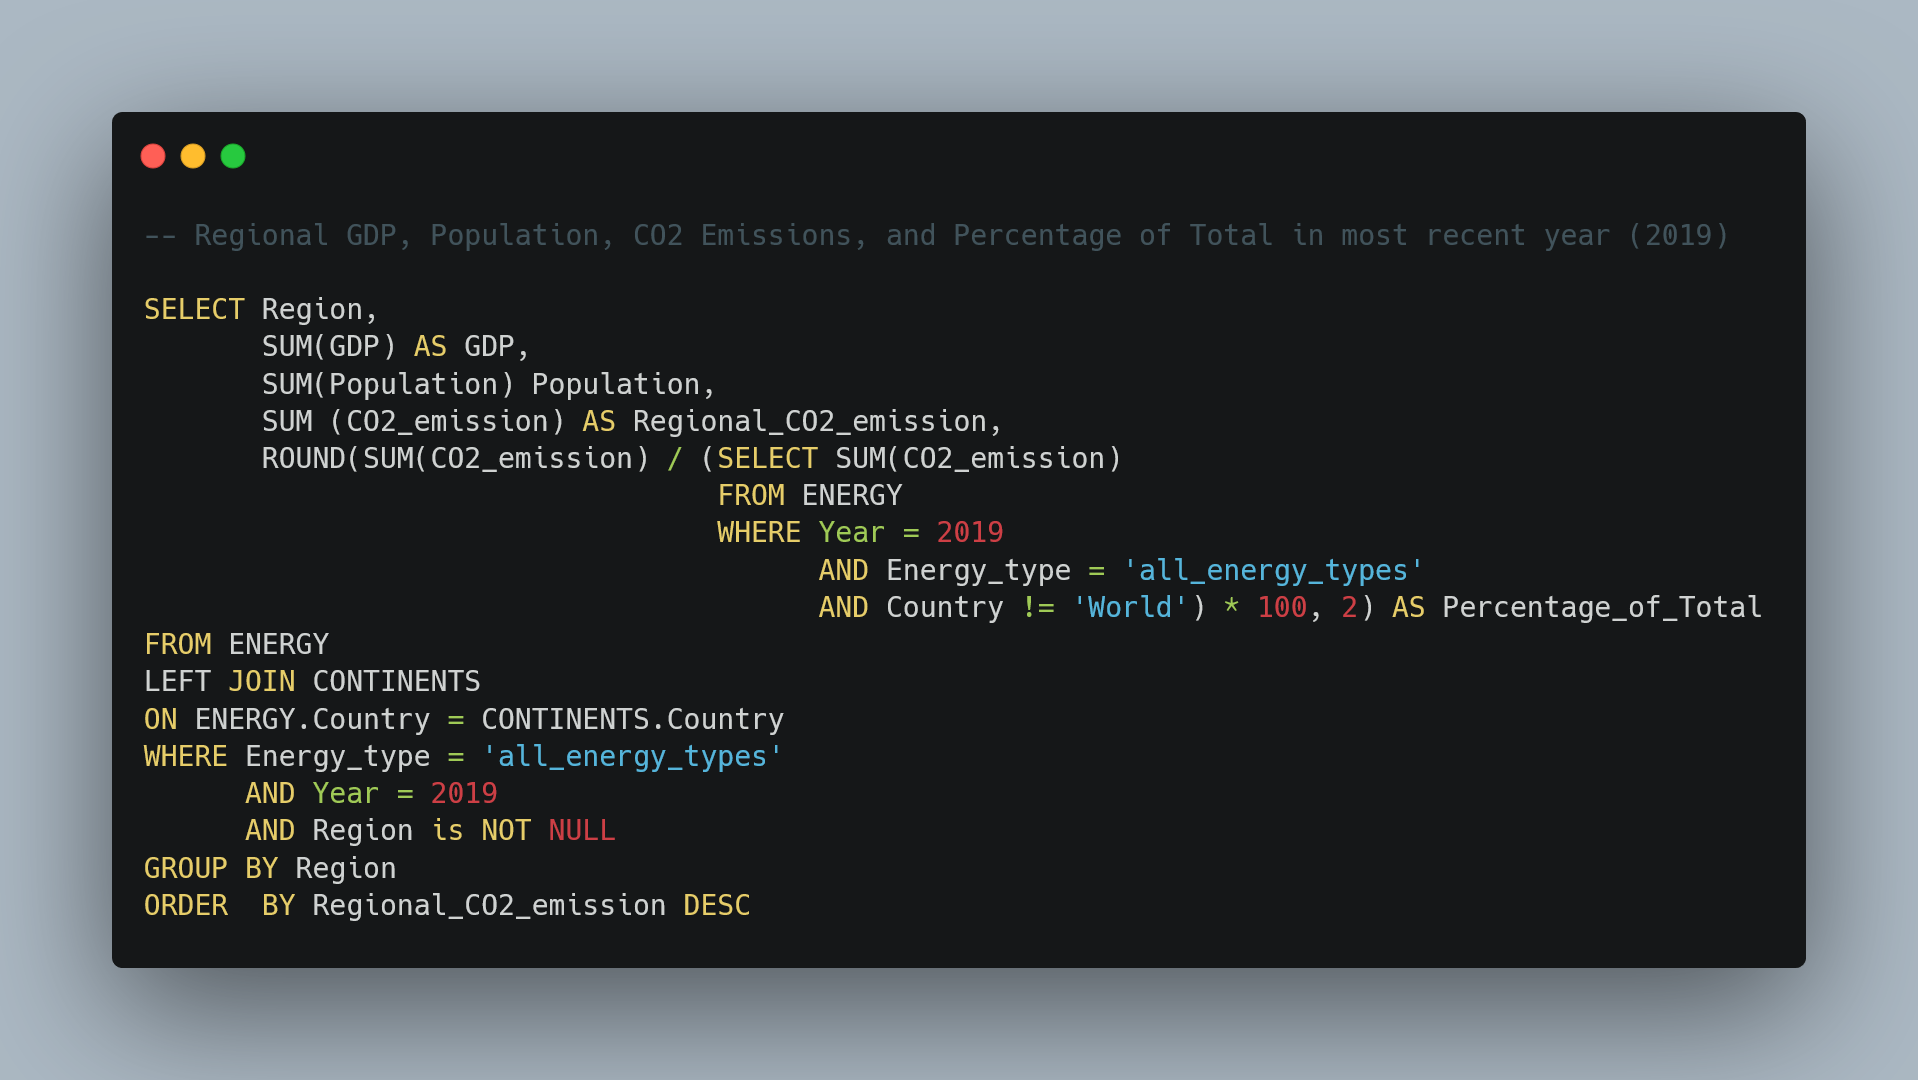 -- Regional GDP, Population, CO2 Emissions, and Percentage of Total in most recent year (2019)
SELECT Region,
SUM(GDP) AS GDP,
SUM(Population) Population,
SUM (CO2_emission) AS Regional_CO2_emission,
ROUND(SUM(CO2_emission) / (SELECT SUM(CO2_emission)
FROM ENERGY
WHERE Year = 2019
AND Energy_type = 'all_energy_types'
AND Country != 'World') * 100, 2) AS Percentage_of_Total
FROM ENERGY
LEFT JOIN CONTINENTS
ON ENERGY.Country = CONTINENTS.Country
WHERE Energy_type = 'all_energy_types'
AND Year = 2019
AND Region is NOT NULL
GROUP BY Region
ORDER  BY Regional_CO2_emission DESC